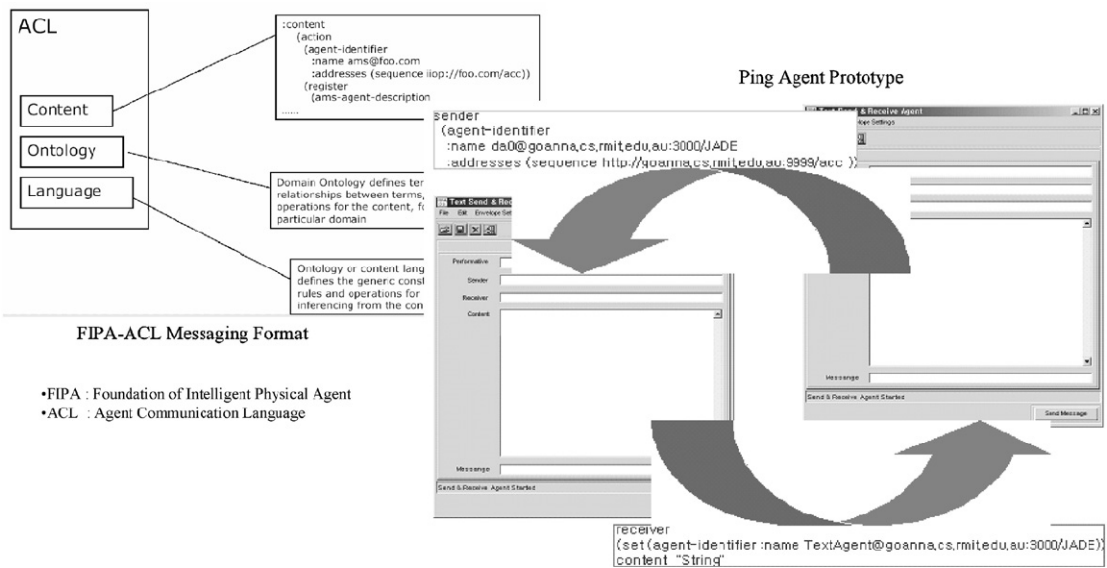 ACL
Content
Ontology
Language
:content
(action
(agent-identifier
:name ams@foo.com
:addresses (sequence iiop://foo.com/acc))
(register
(ams-agent-description
......
Domain Ontology defines ter
relationships between terms,
operations for the content, fo
particular domain
Ontology or content lang
defines the generic const
rules and operations for
inferencing from the con
FIPA-ACL Messaging Format
•FIPA : Foundation of Intelligent Physical Agent
•ACL : Agent Communication Language
Ping Agent Prototype
sender
(agent-identifier
:name da0@goanna.cs.rmit.edu.au:3000/JADE
:addresses (sequence http://goanna.cs.rmit.edu.au:9999/acc ))
Text Send & Receive Agent
Settings
Message
Send & Receive Agent Started
Send Message
Text Send & Rec
File Edit Envelope Set
Performative
Sender
Receiver
Content
Message
Send & Receive Agent Started
receiver
(set (agent-identifier :name TextAgent@goanna.cs.rmit.edu.au:3000/JADE))
content "String"